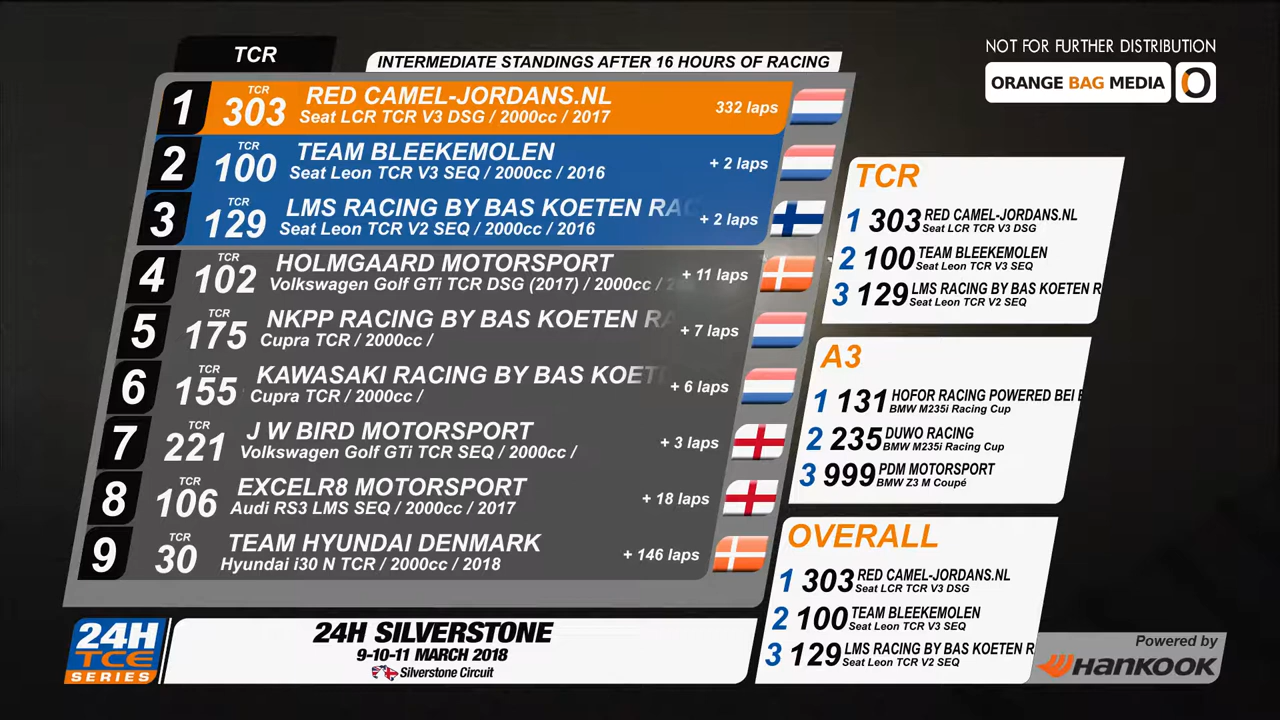 TCR
INTERMEDIATE STANDINGS AFTER 16 HOURS OF RACING
NOT FOR FURTHER DISTRIBUTION
ORANGE BAG MEDIA
1 TCR 303 RED CAMEL-JORDANS.NL 332 laps
Seat LCR TCR V3 DSG / 2000cc / 2017
2 TCR 100 TEAM BLEEKEMOLEN + 2 laps
Seat Leon TCR V3 SEQ / 2000cc / 2016
3 TCR 129 LMS RACING BY BAS KOETEN RAC + 2 laps
Seat Leon TCR V2 SEQ / 2000cc / 2016
4 TCR 102 HOLMGAARD MOTORSPORT + 11 laps
Volkswagen Golf GTi TCR DSG (2017) / 2000cc / 2
5 TCR 175 NKPP RACING BY BAS KOETEN RA + 7 laps
Cupra TCR / 2000cc /
6 TCR 155 KAWASAKI RACING BY BAS KOET + 6 laps
Cupra TCR / 2000cc /
7 TCR 221 J W BIRD MOTORSPORT + 3 laps
Volkswagen Golf GTi TCR SEQ / 2000cc /
8 TCR 106 EXCELR8 MOTORSPORT + 18 laps
Audi RS3 LMS SEQ / 2000cc / 2017
9 TCR 30 TEAM HYUNDAI DENMARK + 146 laps
Hyundai i30 N TCR / 2000cc / 2018
TCR
1 303 RED CAMEL-JORDANS.NL
Seat LCR TCR V3 DSG
2 100 TEAM BLEEKEMOLEN
Seat Leon TCR V3 SEQ
3 129 LMS RACING BY BAS KOETEN R
Seat Leon TCR V2 SEQ
A3
1 131 HOFOR RACING POWERED BEI B
BMW M235i Racing Cup
2 235 DUWO RACING
BMW M235i Racing Cup
3 999 PDM MOTORSPORT
BMW Z3 M Coupé
OVERALL
1 303 RED CAMEL-JORDANS.NL
Seat LCR TCR V3 DSG
2 100 TEAM BLEEKEMOLEN
Seat Leon TCR V3 SEQ
3 129 LMS RACING BY BAS KOETEN R
Seat Leon TCR V2 SEQ
24H
TCE
SERIES
24H SILVERSTONE
9-10-11 MARCH 2018
Silverstone Circuit
Powered by
HANKOOK